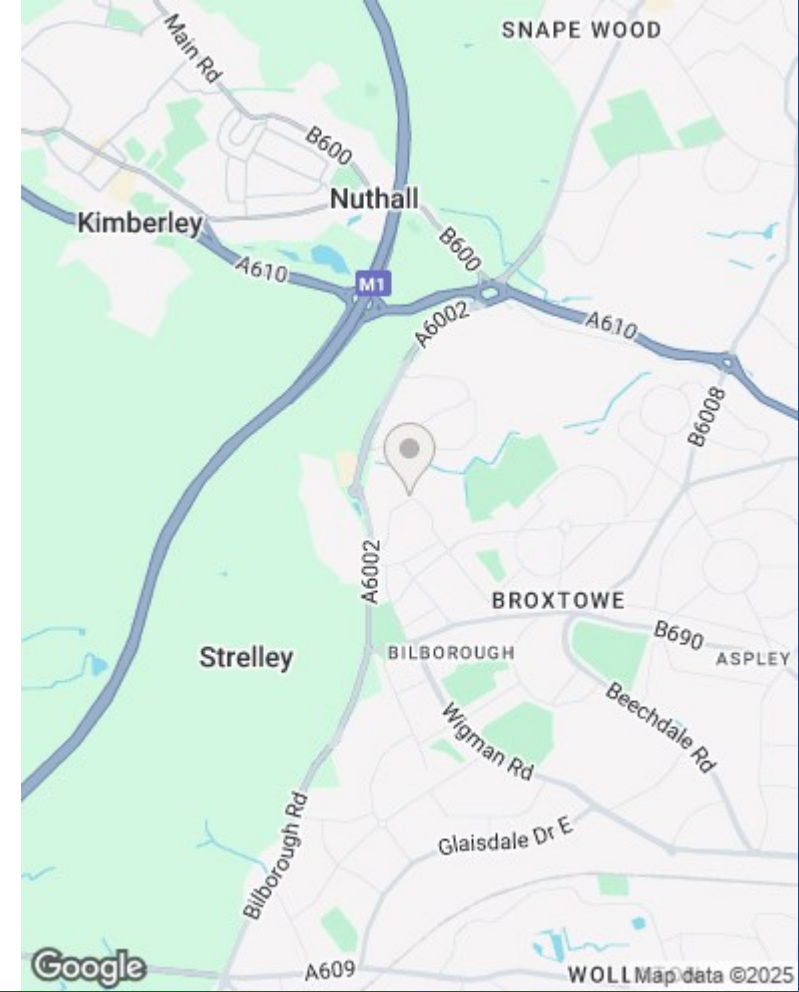 SNAPE WOOD
Main Rd
B600
Nuthall
Kimberley
B600
A610
M1
A6002
A610
B6008
A6002
BROXTOWE
B690
Strelley
BILBOROUGH
ASPLEY
Beechdale Rd
Wigman Rd
Bilborough Rd
Glaisdale Dr E
Google
A609
WOLL
Map data ©2025